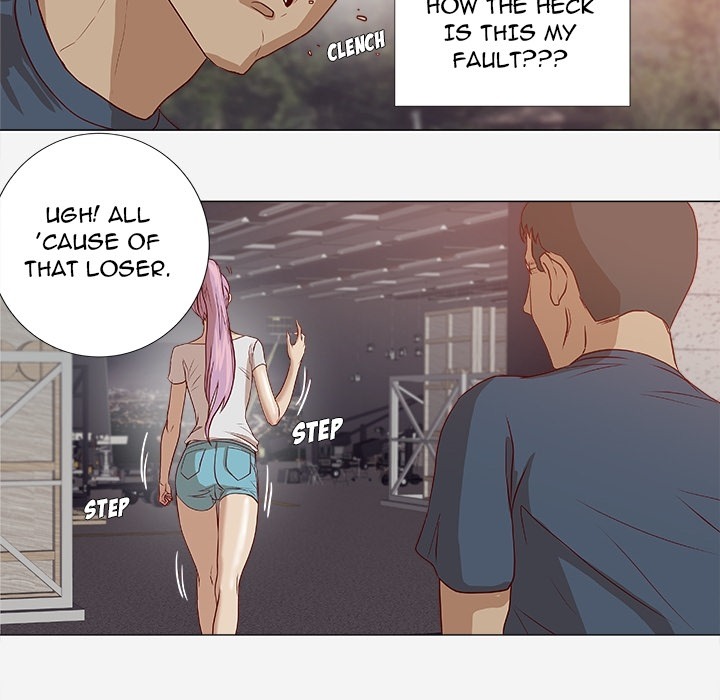 HOW THE HECK
IS THIS MY
FAULT???
CLENCH
UGH! ALL
'CAUSE OF
THAT LOSER.
STEP
STEP